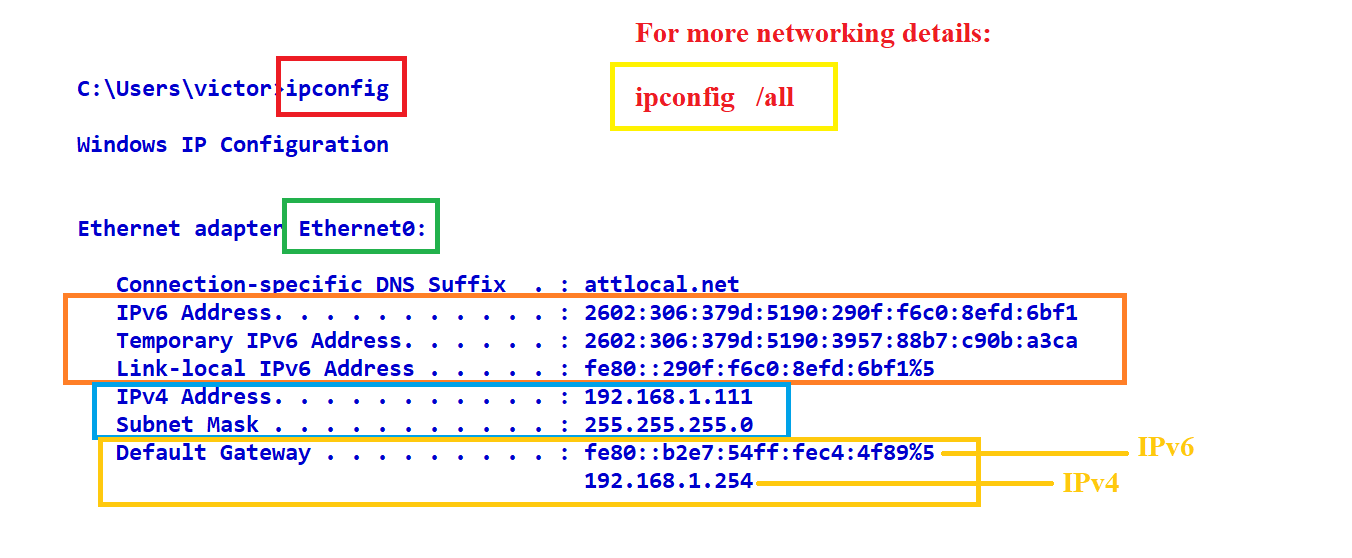 For more networking details:
C:\Users\victor>ipconfig
ipconfig /all
Windows IP Configuration
Ethernet adapter Ethernet0:
Connection-specific DNS Suffix . : attlocal.net
IPv6 Address. . . . . . . . . . . : 2602:306:379d:5190:290f:f6c0:8efd:6bf1
Temporary IPv6 Address. . . . . . : 2602:306:379d:5190:3957:88b7:c90b:a3ca
Link-local IPv6 Address . . . . . : fe80::290f:f6c0:8efd:6bf1%5
IPv4 Address. . . . . . . . . . . : 192.168.1.111
Subnet Mask . . . . . . . . . . . : 255.255.255.0
Default Gateway . . . . . . . . . : fe80::b2e7:54ff:fec4:4f89%5 IPv6
192.168.1.254 IPv4